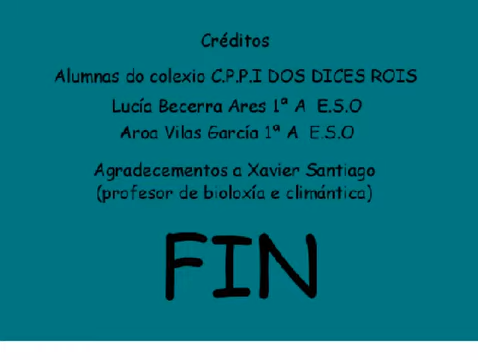 Créditos
Alumnas do colexio C.P.P.I DOS DICES ROIS
Lucía Becerra Ares 1ª A E.S.O
Aroa Vilas García 1ª A E.S.O
Agradecementos a Xavier Santiago
(profesor de bioloxía e climántica)
FIN